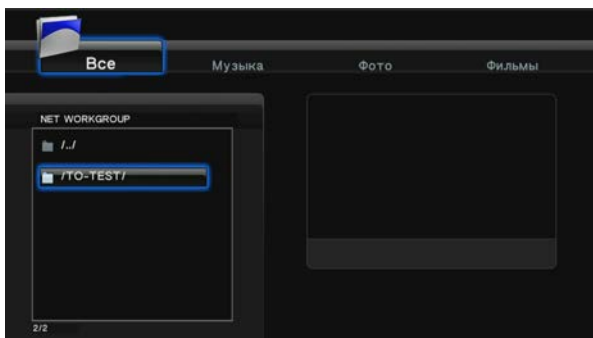 Все Музыка Фото Фильмы
NET WORKGROUP
/../
/TO-TEST/
2/2